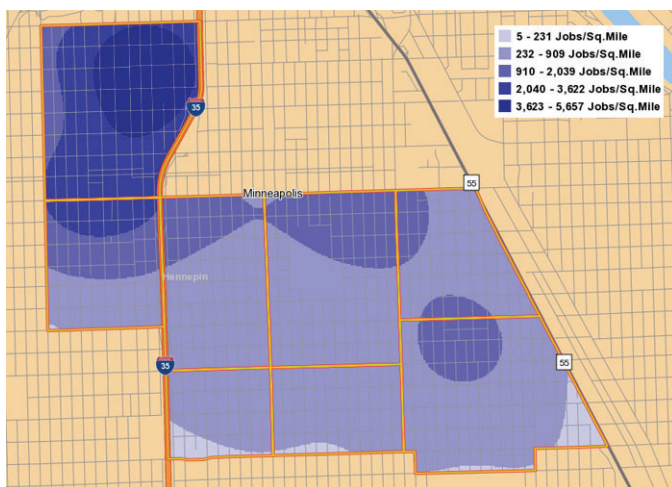 5 - 231 Jobs/Sq.Mile
232 - 909 Jobs/Sq.Mile
910 - 2,039 Jobs/Sq.Mile
2,040 - 3,622 Jobs/Sq.Mile
3,623 - 5,657 Jobs/Sq.Mile
35
55
Minneapolis
Hennepin
35
55